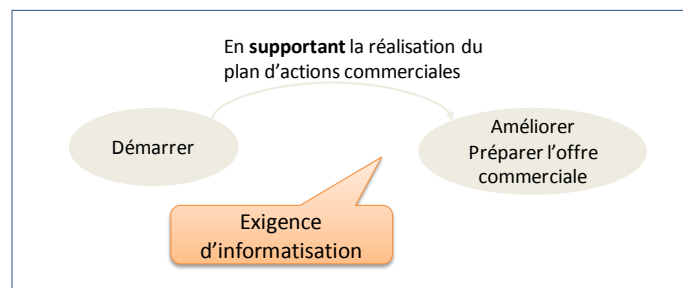 En supportant la réalisation du
plan d’actions commerciales
Démarrer
Améliorer
Préparer l’offre
commerciale
Exigence
d’informatisation